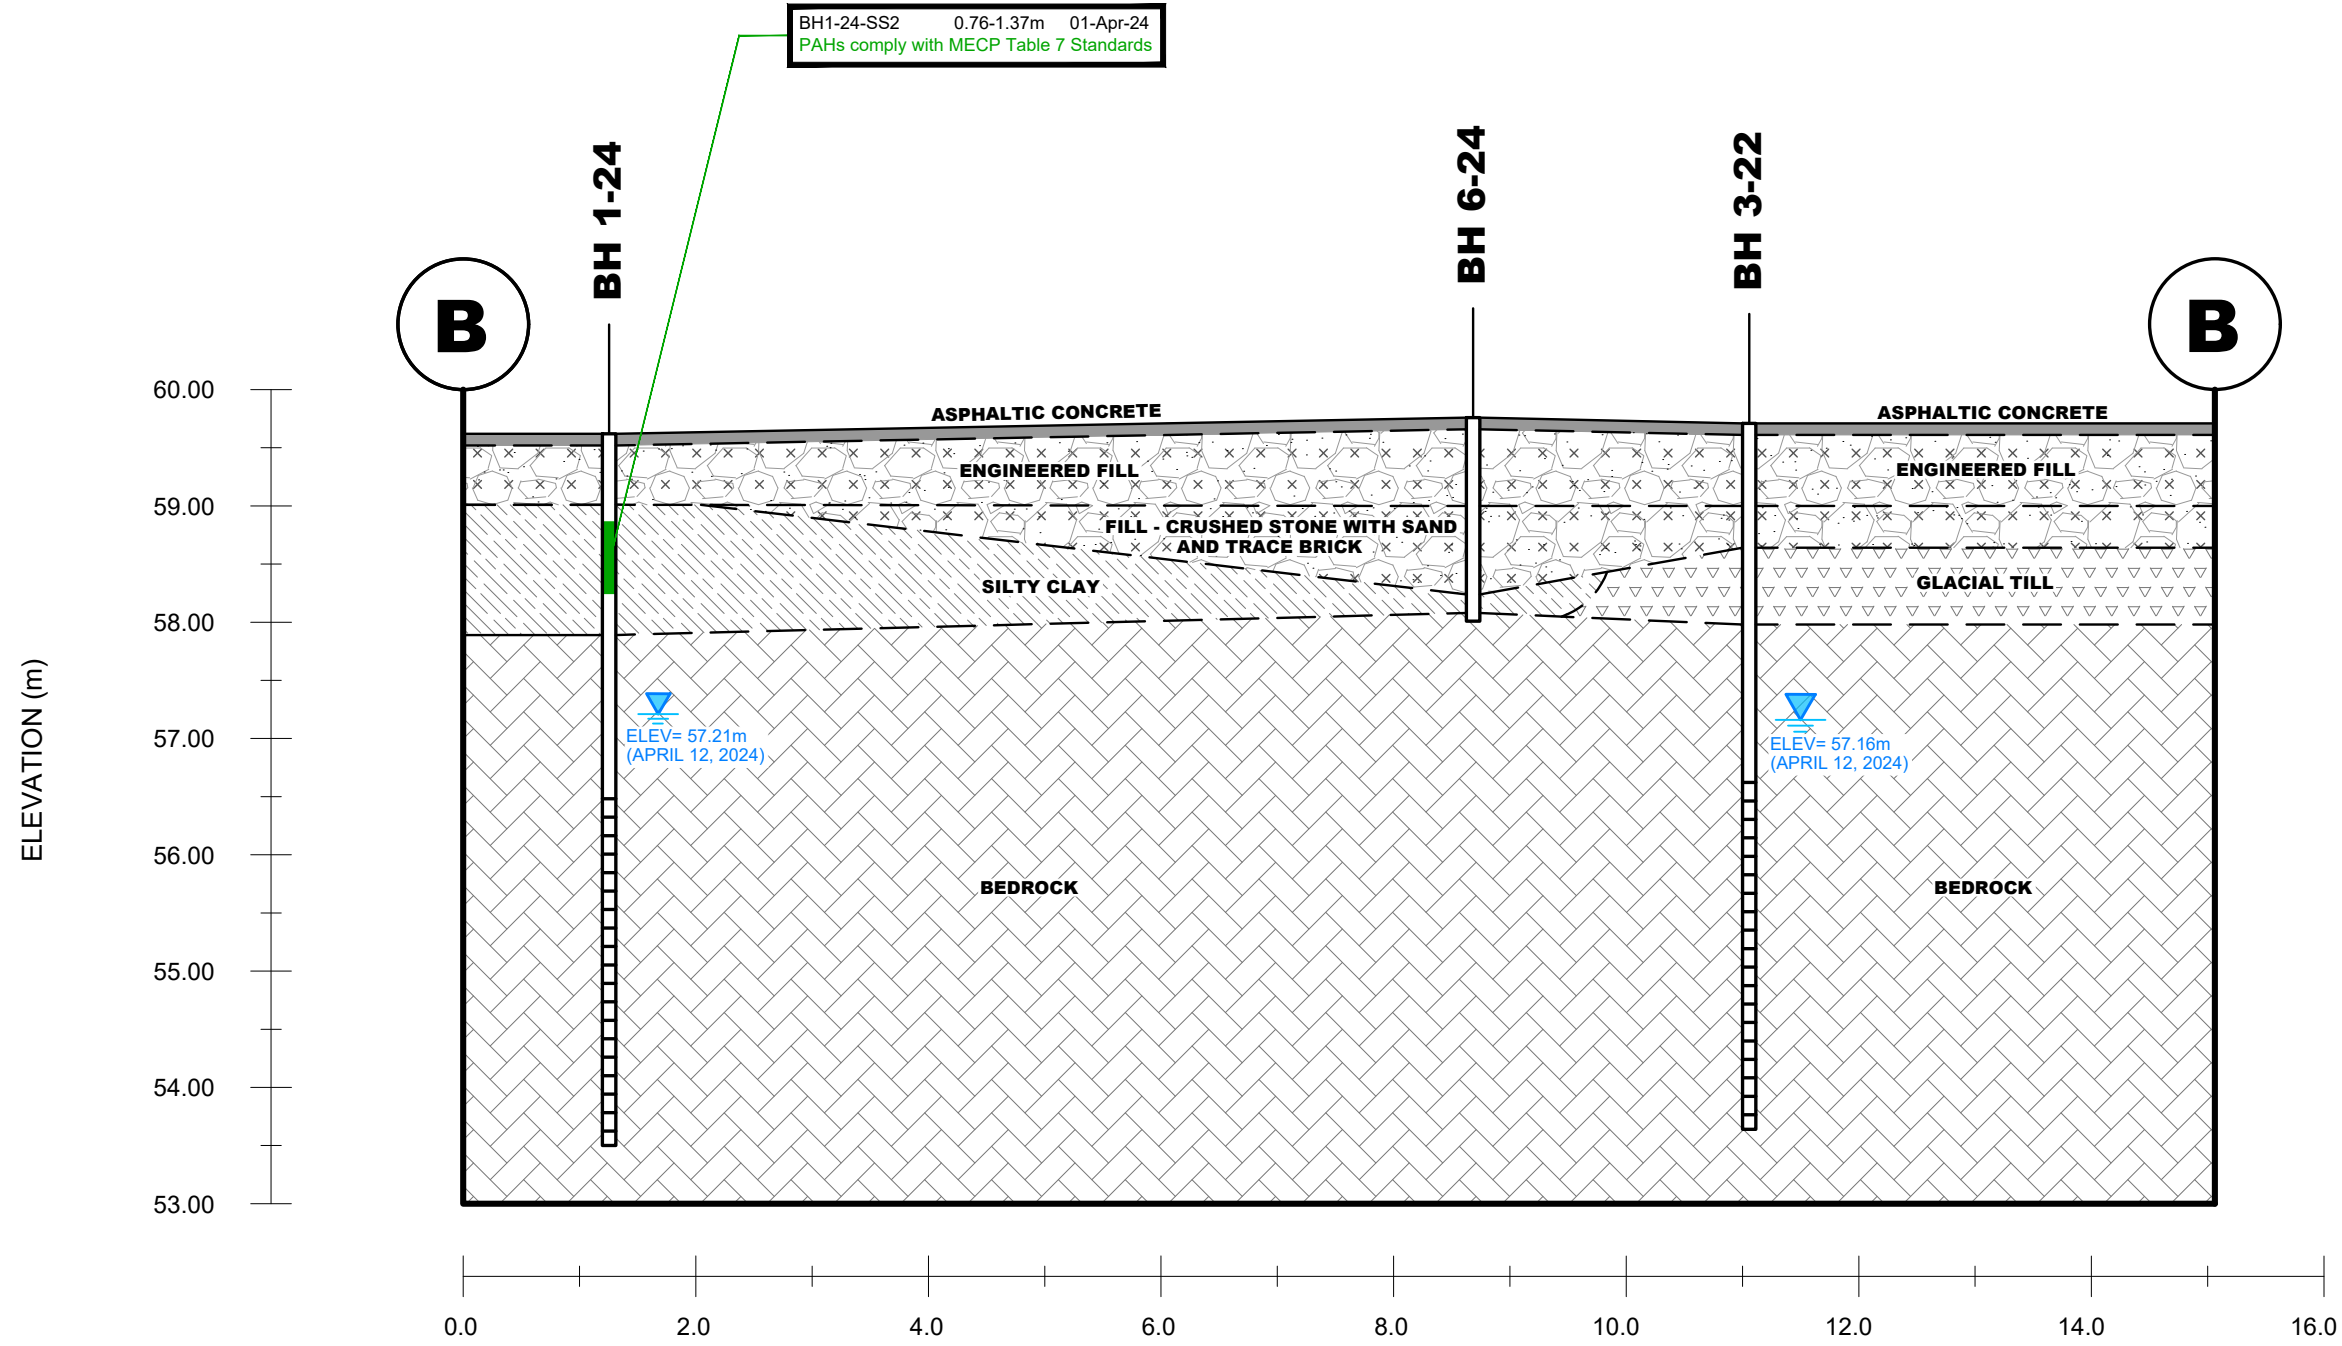 BH1-24-SS2 0.76-1.37m 01-Apr-24
PAHs comply with MECP Table 7 Standards
BH 1-24
BH 6-24
BH 3-22
B
B
60.00
59.00
58.00
57.00
56.00
55.00
54.00
53.00
ELEVATION (m)
ASPHALTIC CONCRETE
ASPHALTIC CONCRETE
ENGINEERED FILL
ENGINEERED FILL
FILL - CRUSHED STONE WITH SAND
AND TRACE BRICK
SILTY CLAY
GLACIAL TILL
ELEV= 57.21m
(APRIL 12, 2024)
ELEV= 57.16m
(APRIL 12, 2024)
BEDROCK
BEDROCK
0.0
2.0
4.0
6.0
8.0
10.0
12.0
14.0
16.0